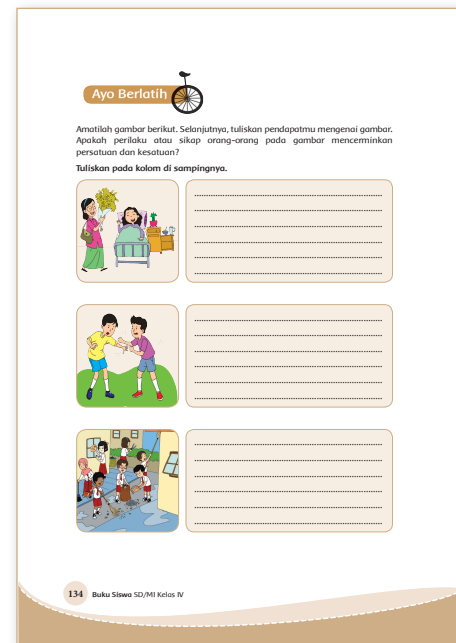 Ayo Berlatih
Amatilah gambar berikut. Selanjutnya, tuliskan pendapatmu mengenai gambar.
Apakah perilaku atau sikap orang-orang pada gambar mencerminkan
persatuan dan kesatuan?
Tuliskan pada kolom di sampingnya.
134 Buku Siswa SD/MI Kelas IV